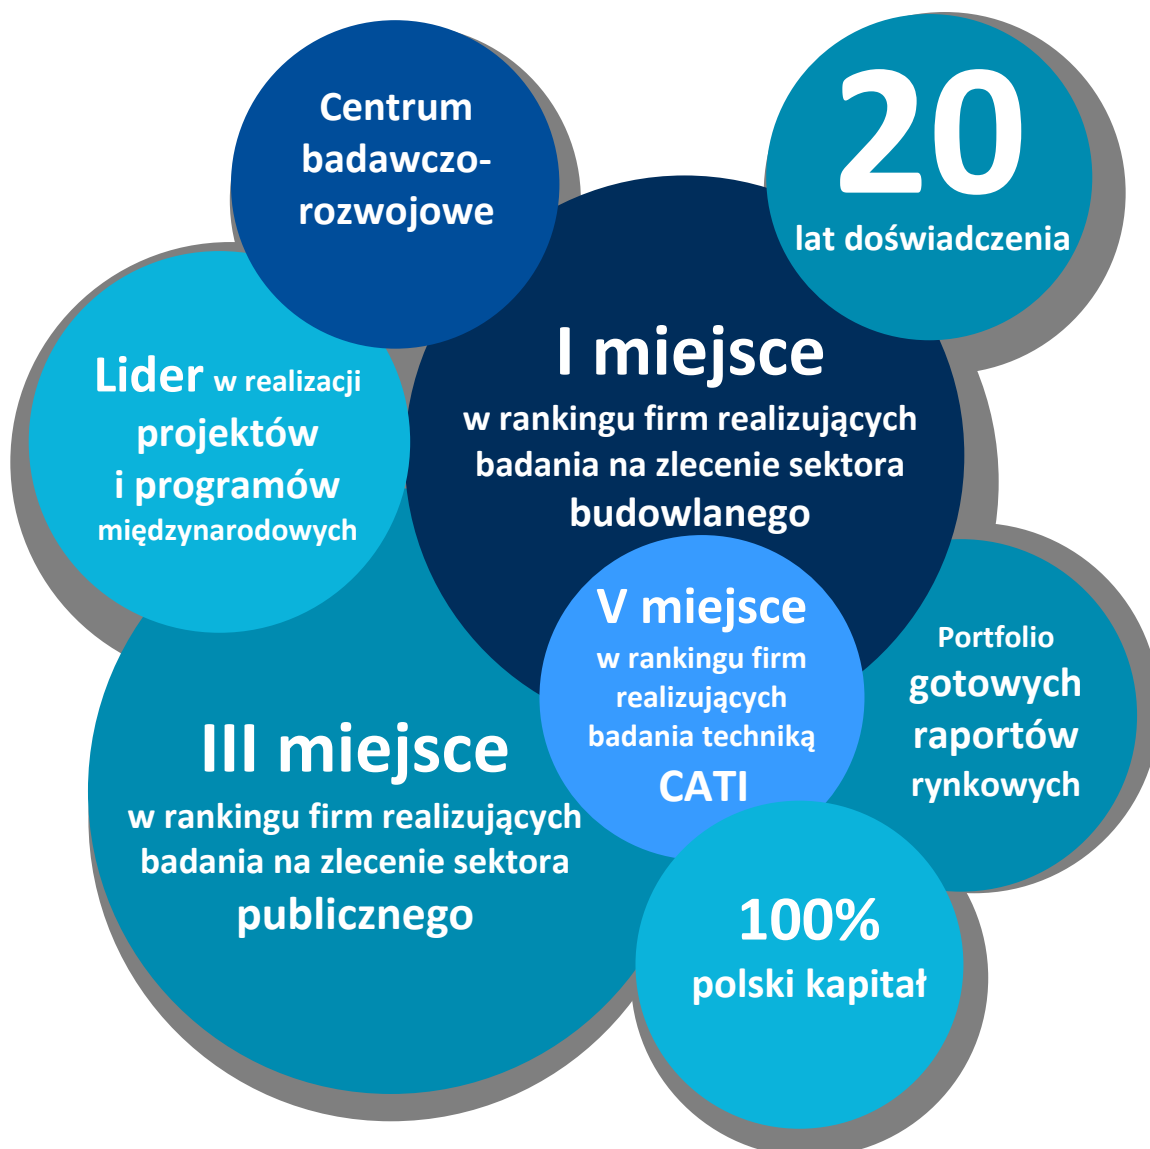 Centrum
badawczo-
rozwojowe
20
lat doświadczenia
Lider w realizacji
projektów
i programów
międzynarodowych
I miejsce
w rankingu firm realizujących
badania na zlecenie sektora
budowlanego
V miejsce
w rankingu firm
realizujących
badania techniką
CATI
Portfolio
gotowych
raportów
rynkowych
III miejsce
w rankingu firm realizujących
badania na zlecenie sektora
publicznego
100%
polski kapitał